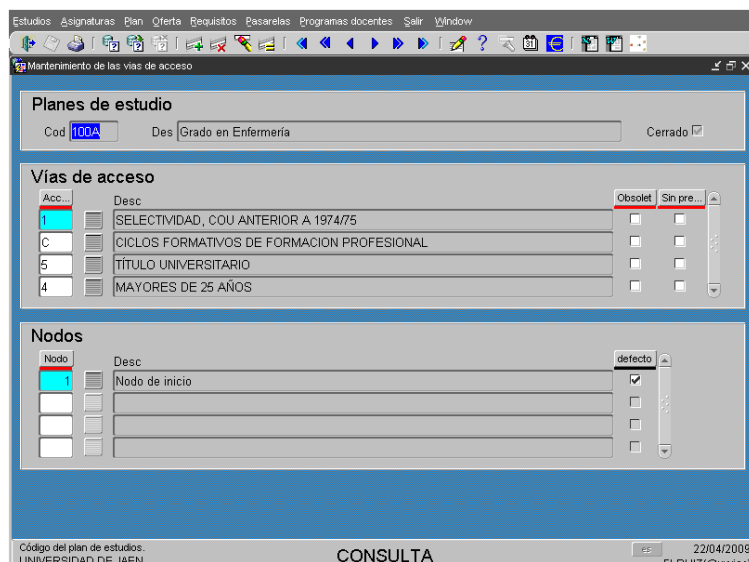 Estudios Asignaturas Plan Oferta Requisitos Pasarelas Programas docentes Salir Window
Mantenimiento de las vias de acceso
Planes de estudio
Cod 100A Des Grado en Enfermería Cerrado
Vías de acceso
Acc... Desc Obsolet Sin pre...
1 SELECTIVIDAD, COU ANTERIOR A 1974/75
C CICLOS FORMATIVOS DE FORMACION PROFESIONAL
5 TÍTULO UNIVERSITARIO
4 MAYORES DE 25 AÑOS
Nodos
Nodo Desc defecto
1 Nodo de inicio
Código del plan de estudios. es 22/04/2009
UNIVERSIDAD DE JAEN CONSULTA